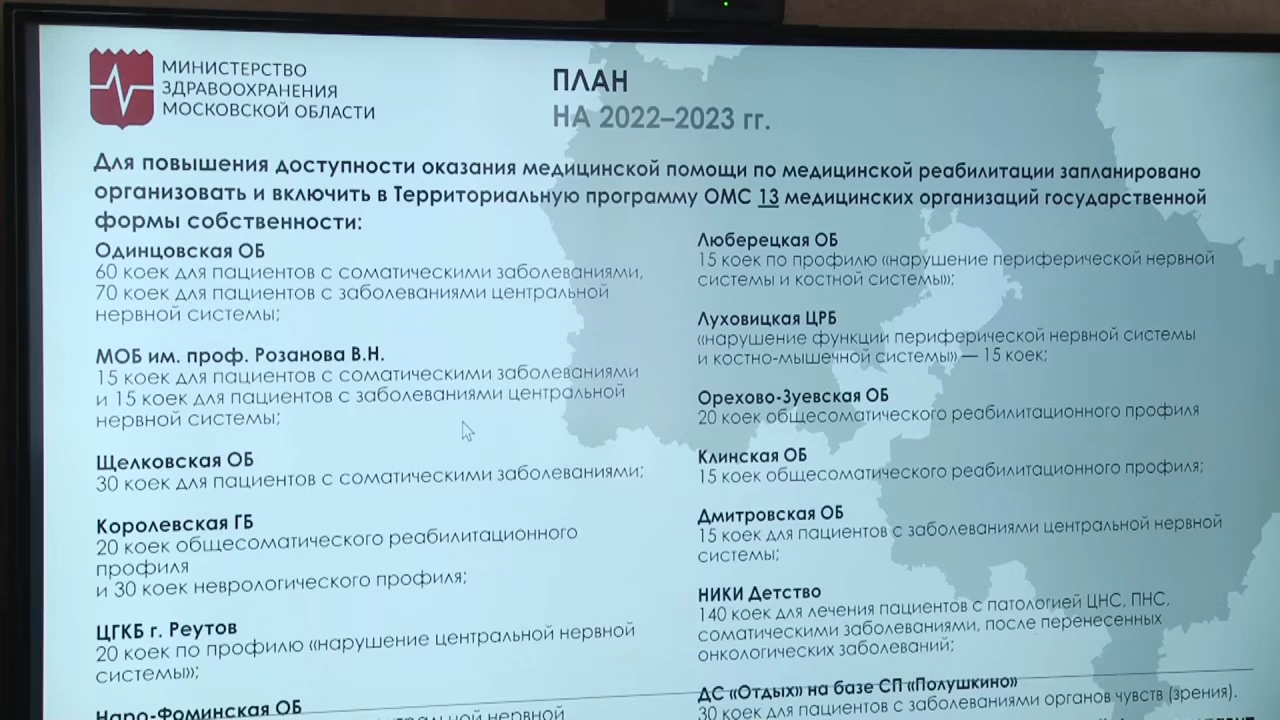 МИНИСТЕРСТВО
ЗДРАВООХРАНЕНИЯ
МОСКОВСКОЙ ОБЛАСТИ
ПЛАН
НА 2022–2023 гг.
Для повышения доступности оказания медицинской помощи по медицинской реабилитации запланировано
организовать и включить в Территориальную программу ОМС 13 медицинских организаций государственной
формы собственности:
Одинцовская ОБ
60 коек для пациентов с соматическими заболеваниями,
70 коек для пациентов с заболеваниями центральной
нервной системы;
МОБ им. проф. Розанова В.Н.
15 коек для пациентов с соматическими заболеваниями
и 15 коек для пациентов с заболеваниями центральной
нервной системы;
Щелковская ОБ
30 коек для пациентов с соматическими заболеваниями;
Королевская ГБ
20 коек общесоматического реабилитационного
профиля
и 30 коек неврологического профиля;
ЦГКБ г. Реутов
20 коек по профилю «нарушение центральной нервной
системы»;
Наро-Фоминская ОБ
нервной
Люберецкая ОБ
15 коек по профилю «нарушение периферической нервной
системы и костной системы»;
Луховицкая ЦРБ
«нарушение функции периферической нервной системы
и костно-мышечной системы» — 15 коек;
Орехово-Зуевская ОБ
20 коек общесоматического реабилитационного профиля
Клинская ОБ
15 коек общесоматического реабилитационного профиля;
Дмитровская ОБ
15 коек для пациентов с заболеваниями центральной нервной
системы;
НИКИ Детство
140 коек для лечения пациентов с патологией ЦНС, ПНС,
соматическими заболеваниями, после перенесенных
онкологических заболеваний;
ДС «Отдых» на базе СП «Полушкино»
30 коек для пациентов с заболеваниями органов чувств (зрения).